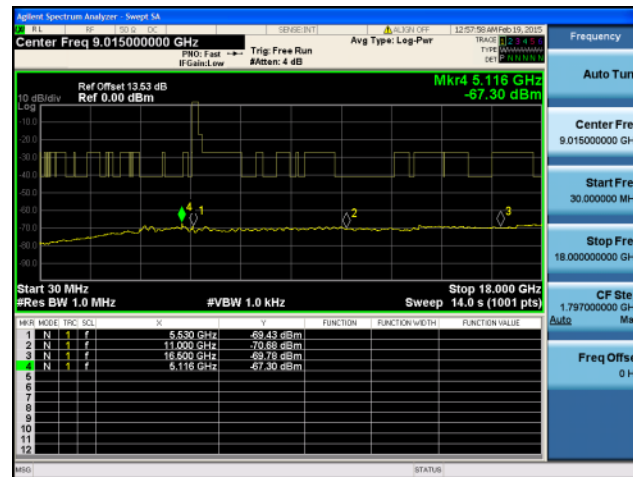 Agilent Spectrum Analyzer - Swept SA
RL RF 50 Ω DC SENSE:INT ALIGN OFF 12:57:58 AM Feb 19, 2015
Center Freq 9.015000000 GHz
PNO: Fast
IFGain:Low
Trig: Free Run
#Atten: 4 dB
Avg Type: Log-Pwr
TRACE 1 2 3 4 5 6
TYPE
DET P N N N N N
Frequency
Ref Offset 13.53 dB
Ref 0.00 dBm
10 dB/div
Log
Mkr4 5.116 GHz
-67.30 dBm
-10.0
-20.0
-30.0
-40.0
-50.0
-60.0
-70.0
-80.0
-90.0
4
1
2
3
Start 30 MHz
Stop 18.000 GHz
#Res BW 1.0 MHz #VBW 1.0 kHz Sweep 14.0 s (1001 pts)
MKR MODE TRC SCL X Y FUNCTION FUNCTION WIDTH FUNCTION VALUE
1 N 1 f 5.530 GHz -69.43 dBm
2 N 1 f 11.000 GHz -70.68 dBm
3 N 1 f 16.500 GHz -69.78 dBm
4 N 1 f 5.116 GHz -67.30 dBm
5
6
7
8
9
10
11
12
MSG STATUS
Auto Tun
Center Fre
9.015000000 GH
Start Fre
30.000000 MH
Stop Fre
18.000000000 GH
CF Ste
1.797000000 GH
Auto Ma
Freq Offse
0 H